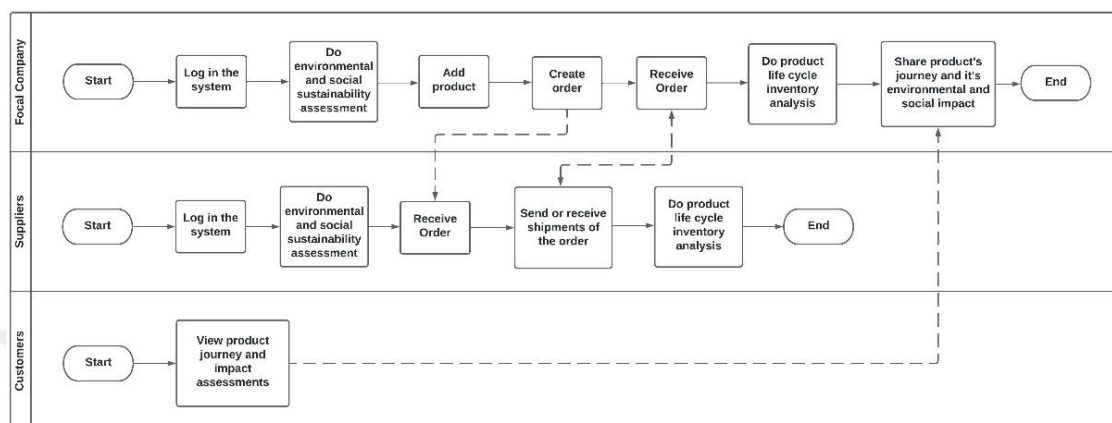 Focal Company
Start
Log in the
system
Do
environmental
and social
sustainability
assessment
Add
product
Create
order
Receive
Order
Do product
life cycle
inventory
analysis
Share product's
journey and it's
environmental and
social impact
End
Suppliers
Start
Log in the
system
Do
environmental
and social
sustainability
assessment
Receive
Order
Send or receive
shipments of
the order
Do product
life cycle
inventory
analysis
End
Customers
Start
View product
journey and
impact
assessments